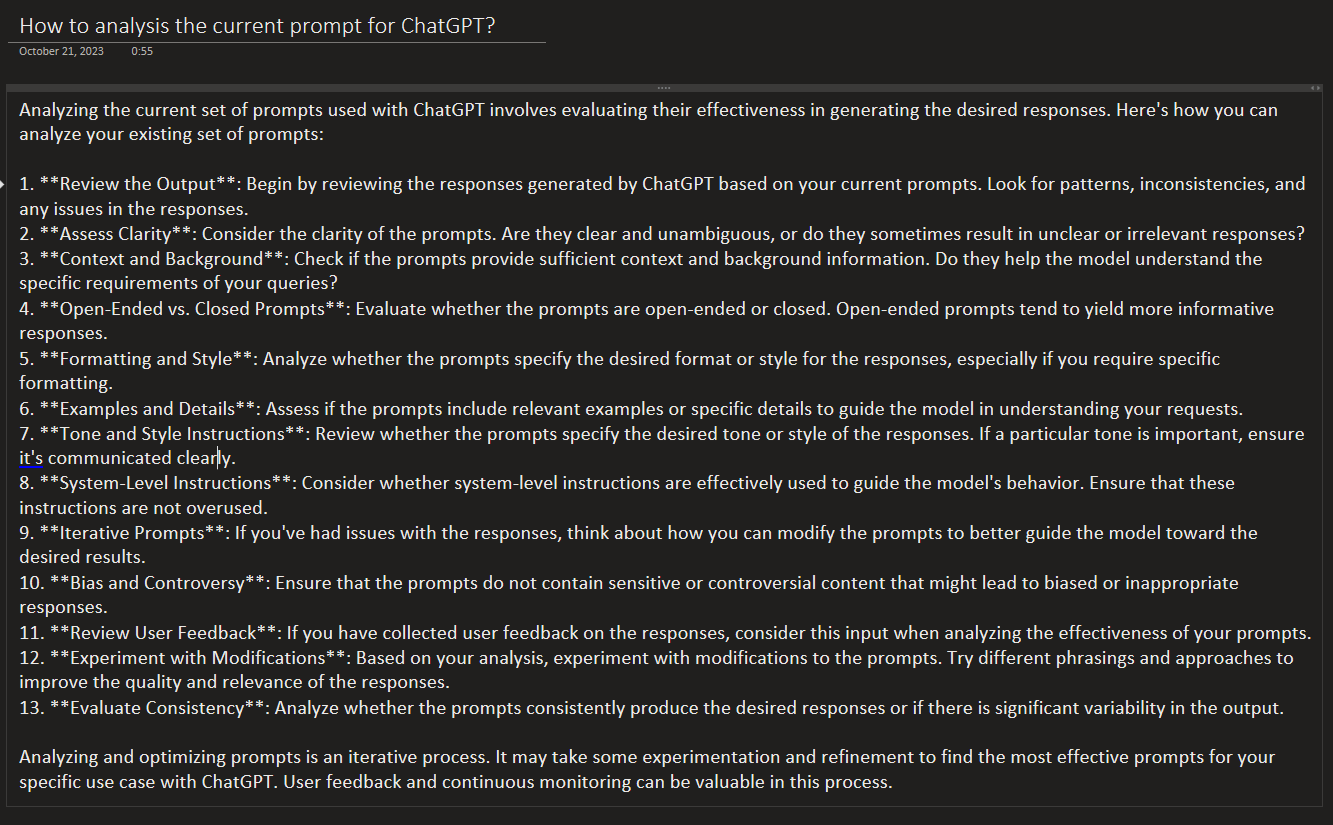 How to analysis the current prompt for ChatGPT?
October 21, 2023 0:55
Analyzing the current set of prompts used with ChatGPT involves evaluating their effectiveness in generating the desired responses. Here's how you can
analyze your existing set of prompts:
1. **Review the Output**: Begin by reviewing the responses generated by ChatGPT based on your current prompts. Look for patterns, inconsistencies, and
any issues in the responses.
2. **Assess Clarity**: Consider the clarity of the prompts. Are they clear and unambiguous, or do they sometimes result in unclear or irrelevant responses?
3. **Context and Background**: Check if the prompts provide sufficient context and background information. Do they help the model understand the
specific requirements of your queries?
4. **Open-Ended vs. Closed Prompts**: Evaluate whether the prompts are open-ended or closed. Open-ended prompts tend to yield more informative
responses.
5. **Formatting and Style**: Analyze whether the prompts specify the desired format or style for the responses, especially if you require specific
formatting.
6. **Examples and Details**: Assess if the prompts include relevant examples or specific details to guide the model in understanding your requests.
7. **Tone and Style Instructions**: Review whether the prompts specify the desired tone or style of the responses. If a particular tone is important, ensure
it's communicated clearly.
8. **System-Level Instructions**: Consider whether system-level instructions are effectively used to guide the model's behavior. Ensure that these
instructions are not overused.
9. **Iterative Prompts**: If you've had issues with the responses, think about how you can modify the prompts to better guide the model toward the
desired results.
10. **Bias and Controversy**: Ensure that the prompts do not contain sensitive or controversial content that might lead to biased or inappropriate
responses.
11. **Review User Feedback**: If you have collected user feedback on the responses, consider this input when analyzing the effectiveness of your prompts.
12. **Experiment with Modifications**: Based on your analysis, experiment with modifications to the prompts. Try different phrasings and approaches to
improve the quality and relevance of the responses.
13. **Evaluate Consistency**: Analyze whether the prompts consistently produce the desired responses or if there is significant variability in the output.
Analyzing and optimizing prompts is an iterative process. It may take some experimentation and refinement to find the most effective prompts for your
specific use case with ChatGPT. User feedback and continuous monitoring can be valuable in this process.